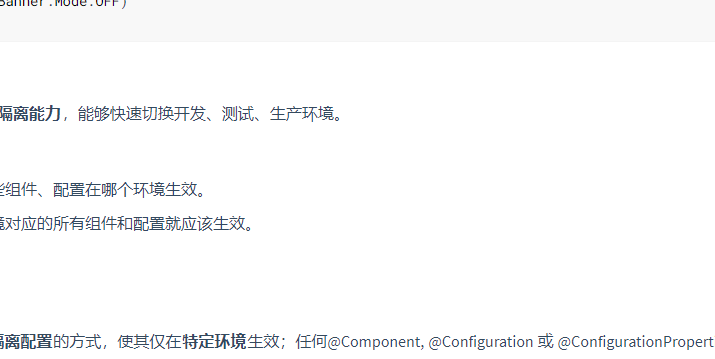 Banner.Mode.OFF)
隔离能力，能够快速切换开发、测试、生产环境。
些组件、配置在哪个环境生效。
境对应的所有组件和配置就应该生效。
隔离配置的方式，使其仅在特定环境生效；任何@Component, @Configuration 或 @ConfigurationPropert